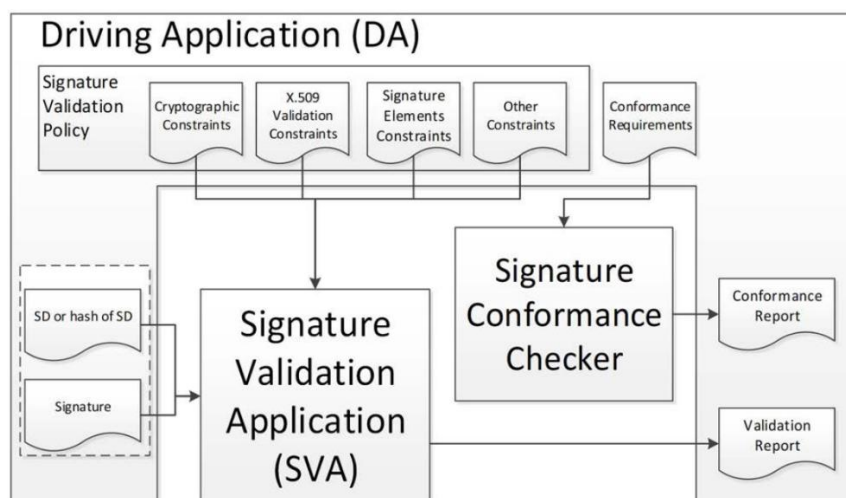 Driving Application (DA)
Signature
Validation
Policy
Cryptographic
Constraints
X.509
Validation
Constraints
Signature
Elements
Constraints
Other
Constraints
Conformance
Requirements
SD or hash of SD
Signature
Signature
Validation
Application
(SVA)
Signature
Conformance
Checker
Conformance
Report
Validation
Report